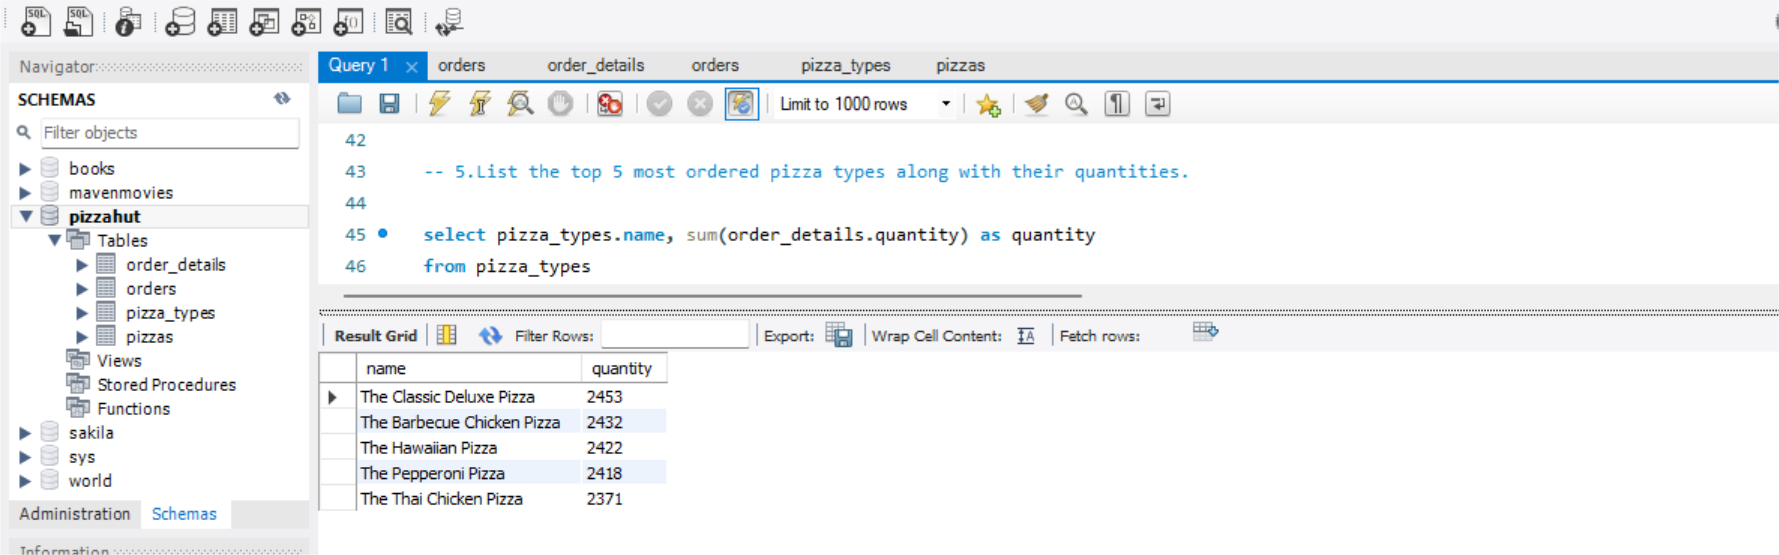 Navigator
SCHEMAS
Filter objects
books
mavenmovies
pizzahut
Tables
order_details
orders
pizza_types
pizzas
Views
Stored Procedures
Functions
sakila
sys
world
Administration Schemas
Information
Query 1 orders order_details orders pizza_types pizzas
Limit to 1000 rows
42
43 -- 5.List the top 5 most ordered pizza types along with their quantities.
44
45 select pizza_types.name, sum(order_details.quantity) as quantity
46 from pizza_types
Result Grid Filter Rows: Export: Wrap Cell Content: Fetch rows:
name quantity
The Classic Deluxe Pizza 2453
The Barbecue Chicken Pizza 2432
The Hawaiian Pizza 2422
The Pepperoni Pizza 2418
The Thai Chicken Pizza 2371